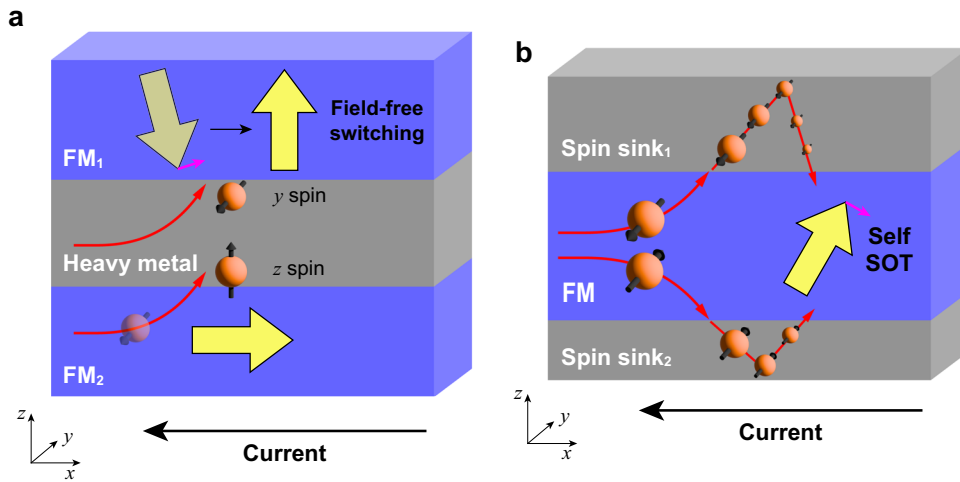 a
Field-free
switching
FM₁
y spin
Heavy metal
z spin
FM₂
z
y
x
Current
b
Spin sink₁
Self
SOT
FM
Spin sink₂
z
y
x
Current